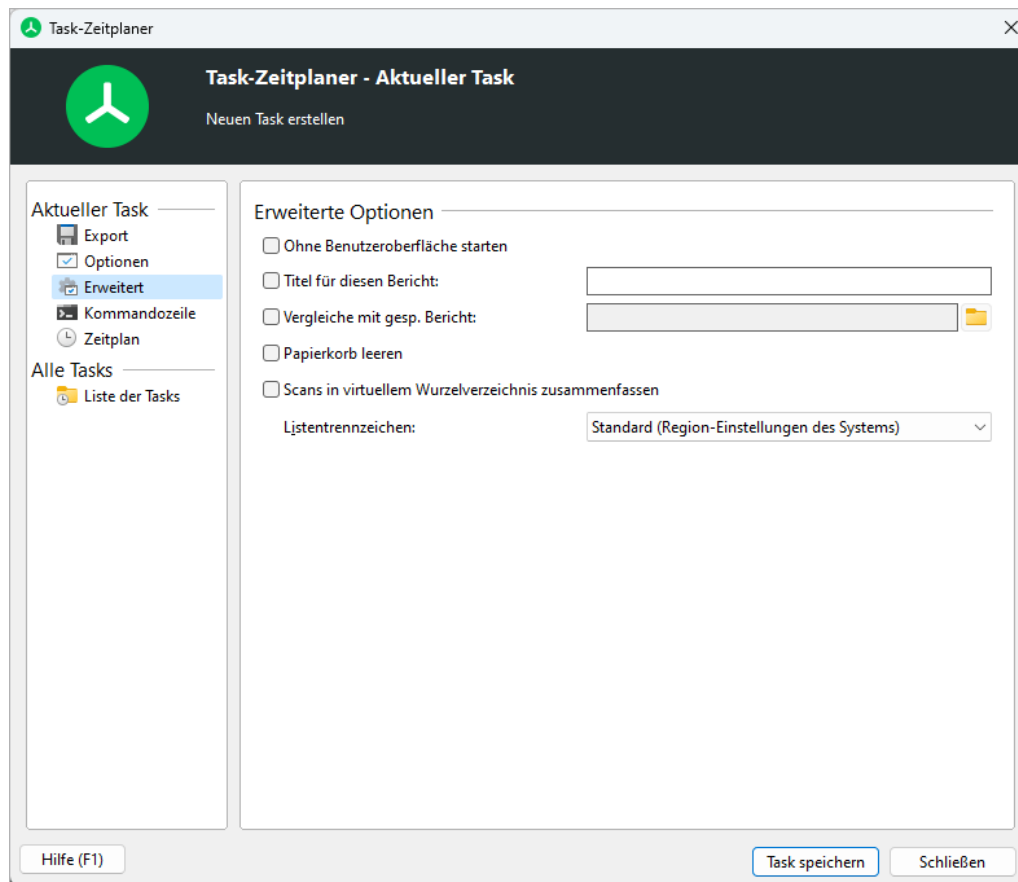 Task-Zeitplaner
Task-Zeitplaner - Aktueller Task
Neuen Task erstellen
Aktueller Task
Export
Optionen
Erweitert
Kommandozeile
Zeitplan
Alle Tasks
Liste der Tasks
Erweiterte Optionen
Ohne Benutzeroberfläche starten
Titel für diesen Bericht:
Vergleiche mit gesp. Bericht:
Papierkorb leeren
Scans in virtuellem Wurzelverzeichnis zusammenfassen
Listentrennzeichen: Standard (Region-Einstellungen des Systems)
Hilfe (F1) Task speichern Schließen